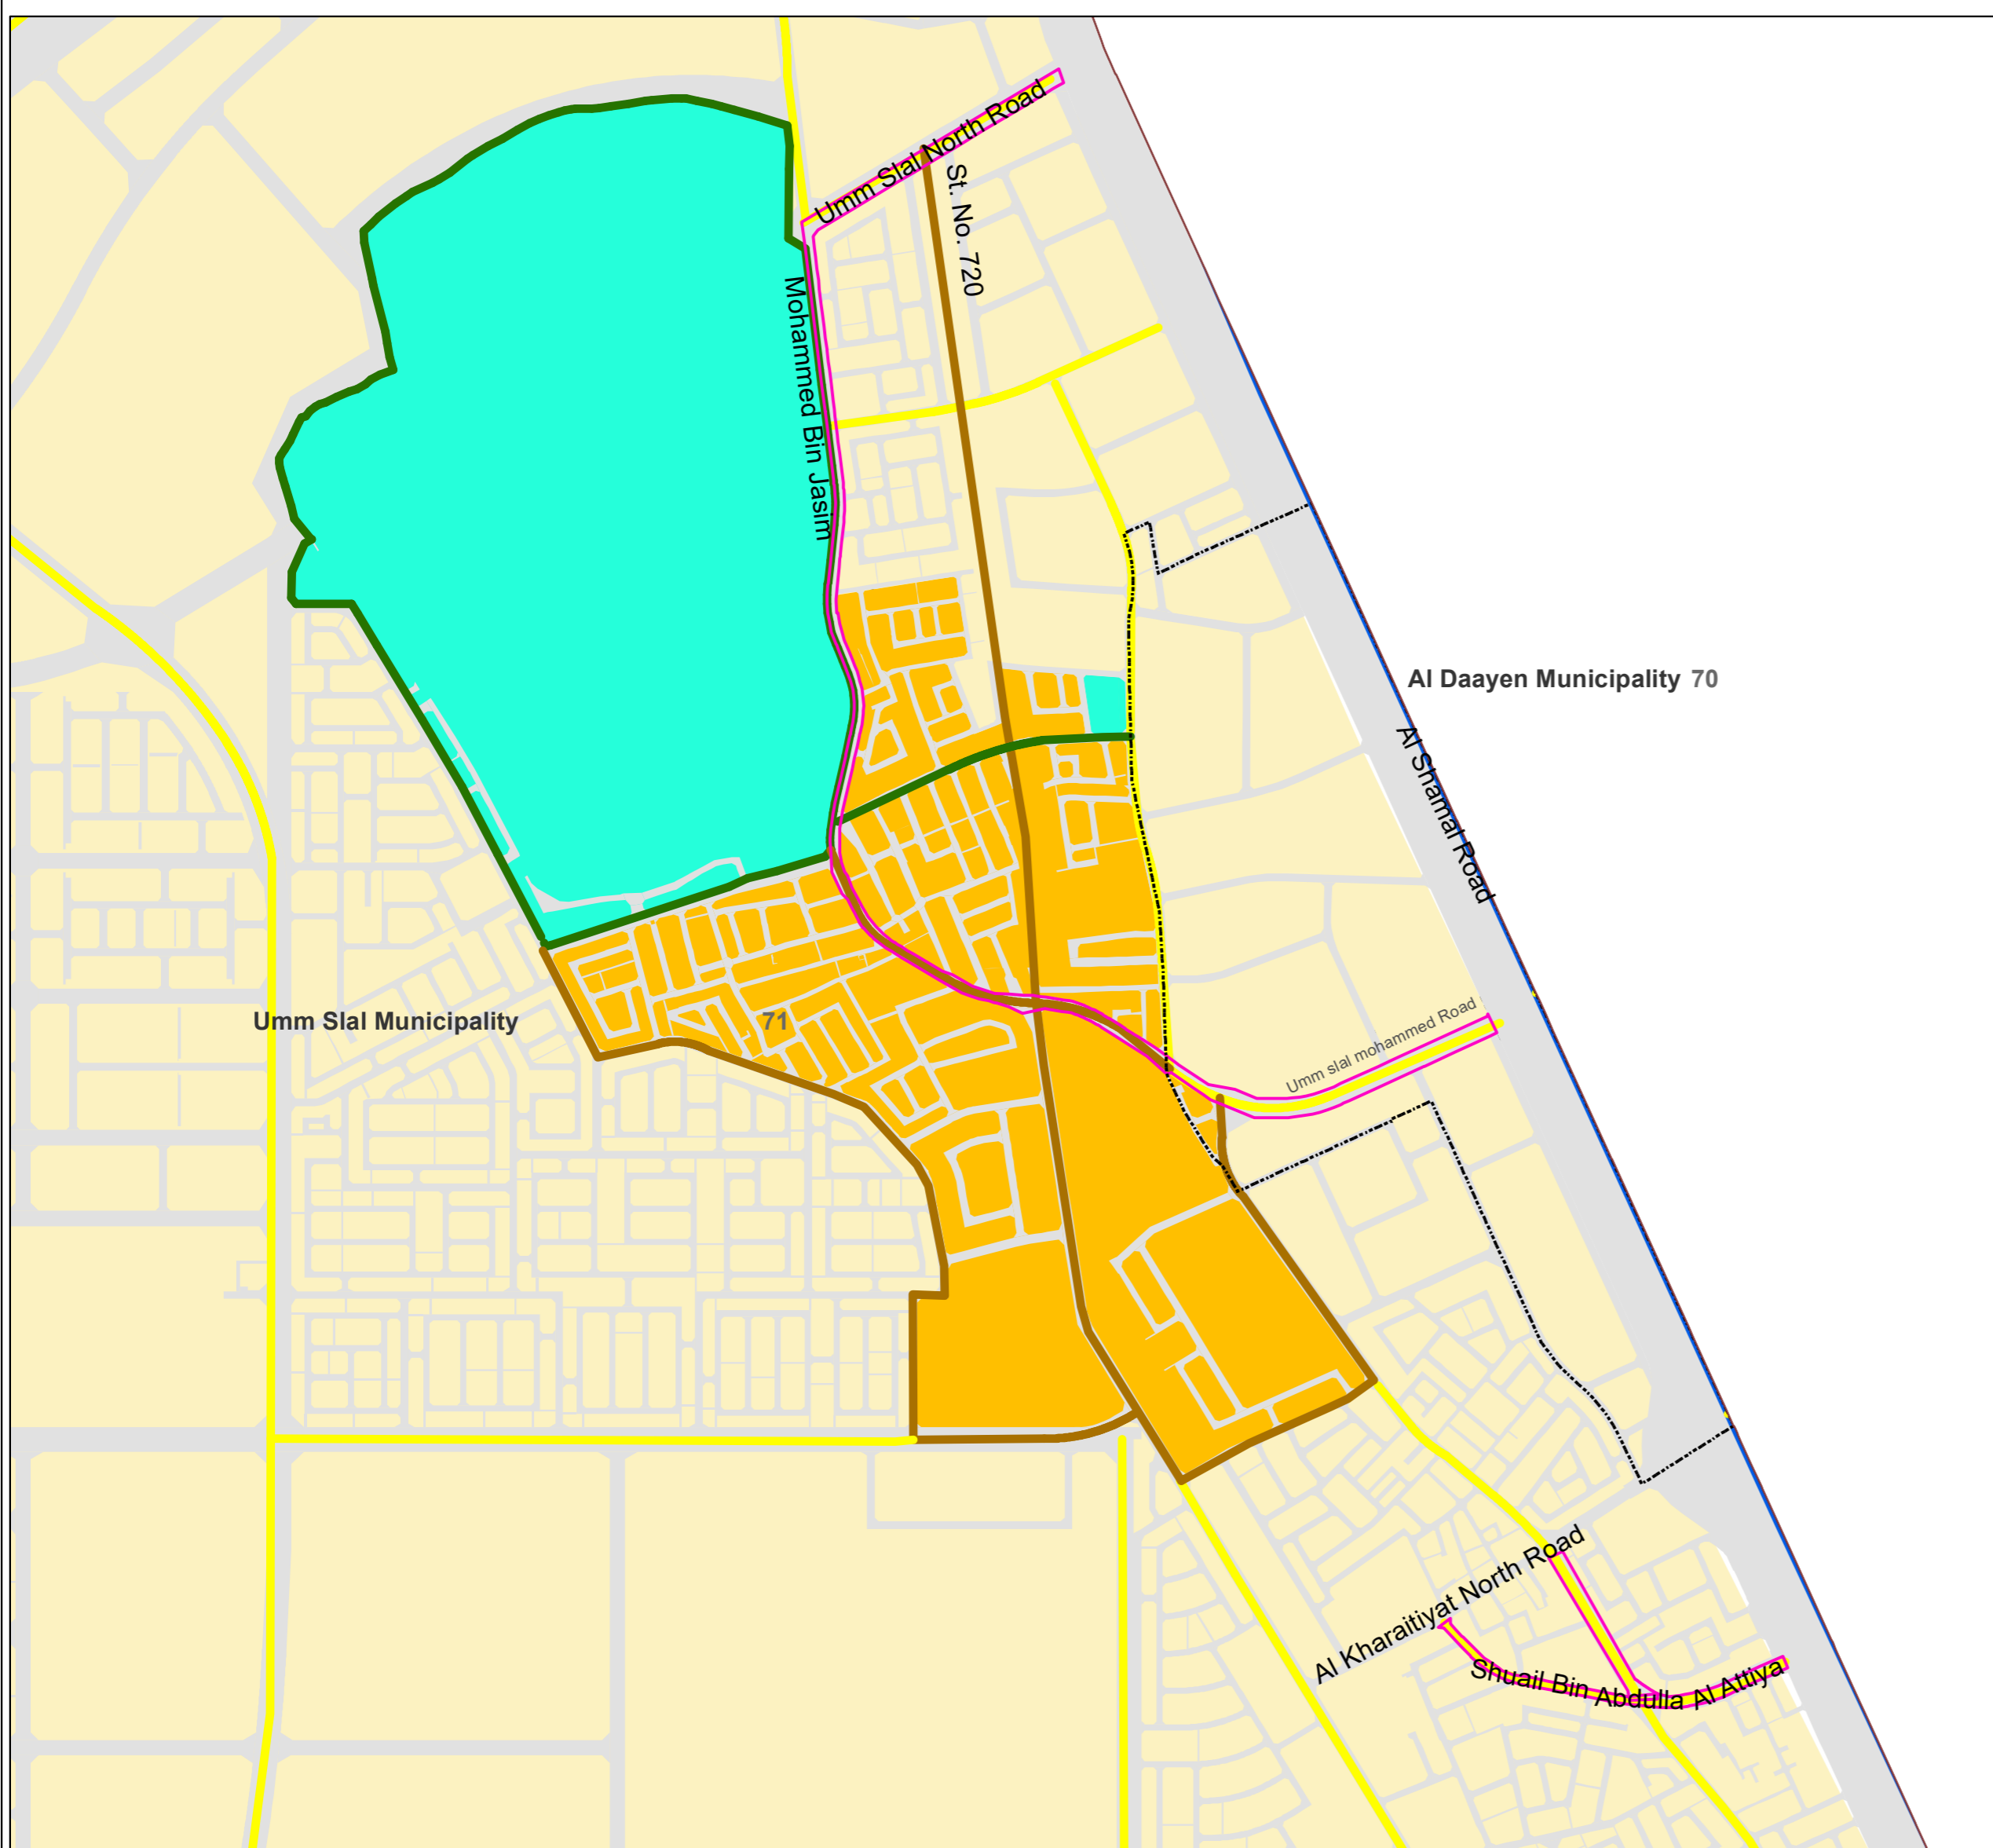 Umm Slal North Road
St. No. 720
Mohammed Bin Jasim
Al Daayen Municipality 70
Al Shamal Road
Umm slal mohammed Road
Umm Slal Municipality
71
Al Kharaitiyat North Road
Shuail Bin Abdulla Al Attiya